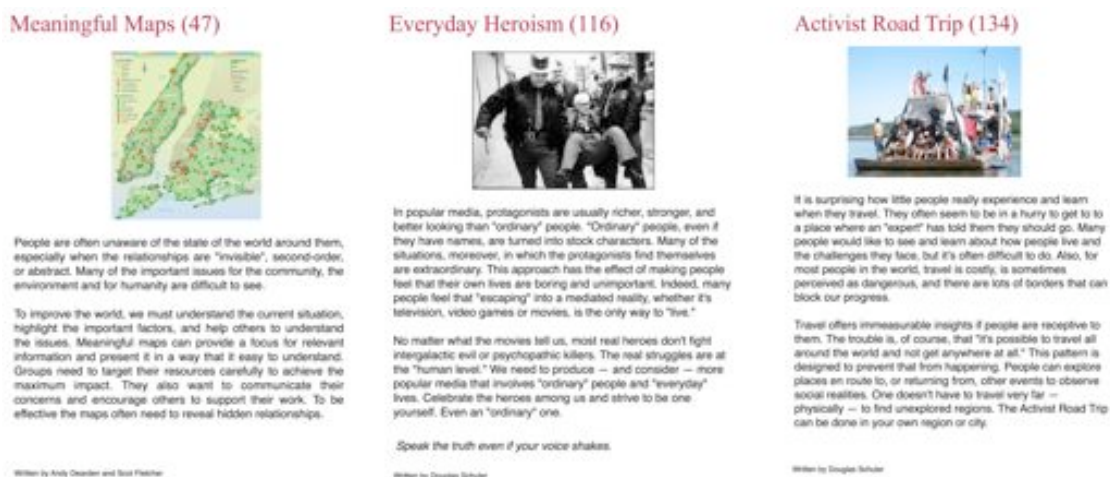 Meaningful Maps (47)
People are often unaware of the state of the world around them,
especially when the relationships are "invisible", second-order,
or abstract. Many of the important issues for the community, the
environment and for humanity are difficult to see.
To improve the world, we must understand the current situation,
highlight the important factors, and help others to understand
the issues. Meaningful maps can provide a focus for relevant
information and present it in a way that it easy to understand.
Groups need to target their resources carefully to achieve the
maximum impact. They also want to communicate their
concerns and encourage others to support their work. To be
effective the maps often need to reveal hidden relationships.
Written by Andy Dearden and Scot Fletcher
Everyday Heroism (116)
In popular media, protagonists are usually richer, stronger, and
better looking than "ordinary" people. "Ordinary" people, even if
they have names, are turned into stock characters. Many of the
situations, moreover, in which the protagonists find themselves
are extraordinary. This approach has the effect of making people
feel that their own lives are boring and unimportant. Indeed, many
people feel that "escaping" into a mediated reality, whether it's
television, video games or movies, is the only way to "live."
No matter what the movies tell us, most real heroes don't fight
intergalactic evil or psychopathic killers. The real struggles are at
the "human level." We need to produce — and consider — more
popular media that involves "ordinary" people and "everyday"
lives. Celebrate the heroes among us and strive to be one
yourself. Even an "ordinary" one.
Speak the truth even if your voice shakes.
Written by Douglas Schuler
Activist Road Trip (134)
It is surprising how little people really experience and learn
when they travel. They often seem to be in a hurry to get to to
a place where an "expert" has told them they should go. Many
people would like to see and learn about how people live and
the challenges they face, but it's often difficult to do. Also, for
most people in the world, travel is costly, is sometimes
perceived as dangerous, and there are lots of borders that can
block our progress.
Travel offers immeasurable insights if people are receptive to
them. The trouble is, of course, that "it's possible to travel all
around the world and not get anywhere at all." This pattern is
designed to prevent that from happening. People can explore
places en route to, or returning from, other events to observe
social realities. One doesn't have to travel very far —
physically — to find unexplored regions. The Activist Road Trip
can be done in your own region or city.
Written by Douglas Schuler